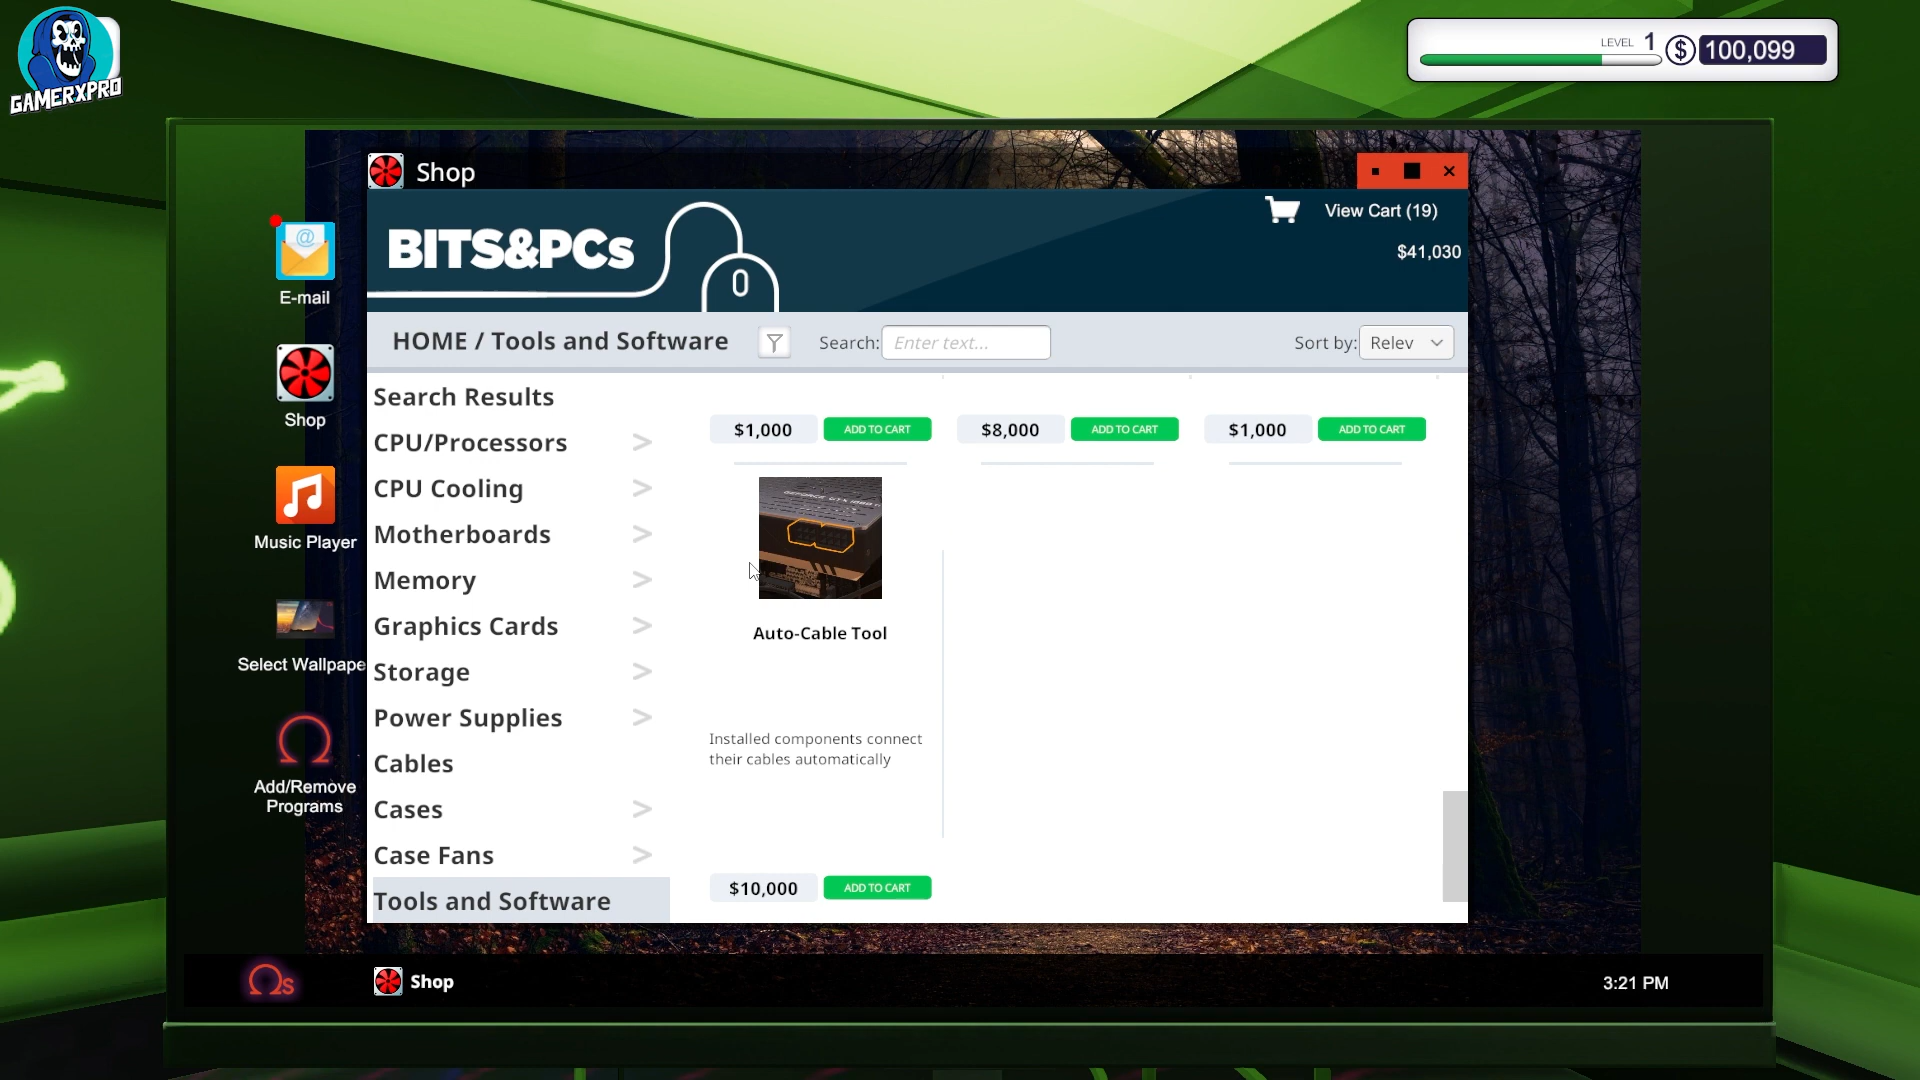 GAMERXPRO
LEVEL 1
$ 100,099
Shop
View Cart (19)
$41,030
BITS&PCs
HOME / Tools and Software
Search:
Enter text...
Sort by:
Relev
E-mail
Shop
Music Player
Select Wallpape
Add/Remove
Programs
Search Results
CPU/Processors >
CPU Cooling >
Motherboards >
Memory >
Graphics Cards >
Storage >
Power Supplies >
Cables
Cases >
Case Fans >
Tools and Software
$1,000 ADD TO CART
$8,000 ADD TO CART
$1,000 ADD TO CART
Auto-Cable Tool
Installed components connect
their cables automatically
$10,000 ADD TO CART
Ωs
Shop
3:21 PM